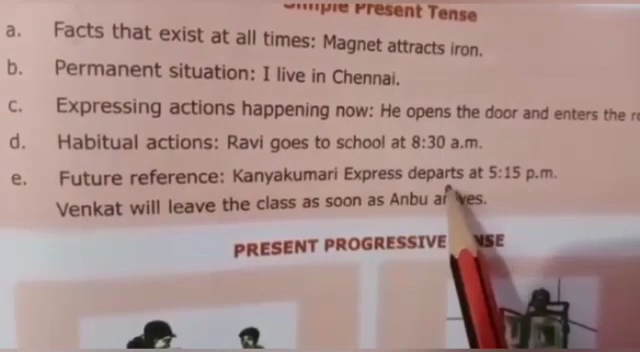 Simple Present Tense
a. Facts that exist at all times: Magnet attracts iron.
b. Permanent situation: I live in Chennai.
c. Expressing actions happening now: He opens the door and enters the
d. Habitual actions: Ravi goes to school at 8:30 a.m.
e. Future reference: Kanyakumari Express departs at 5:15 p.m.
Venkat will leave the class as soon as Anbu arrives.
PRESENT PROGRESSIVE TENSE